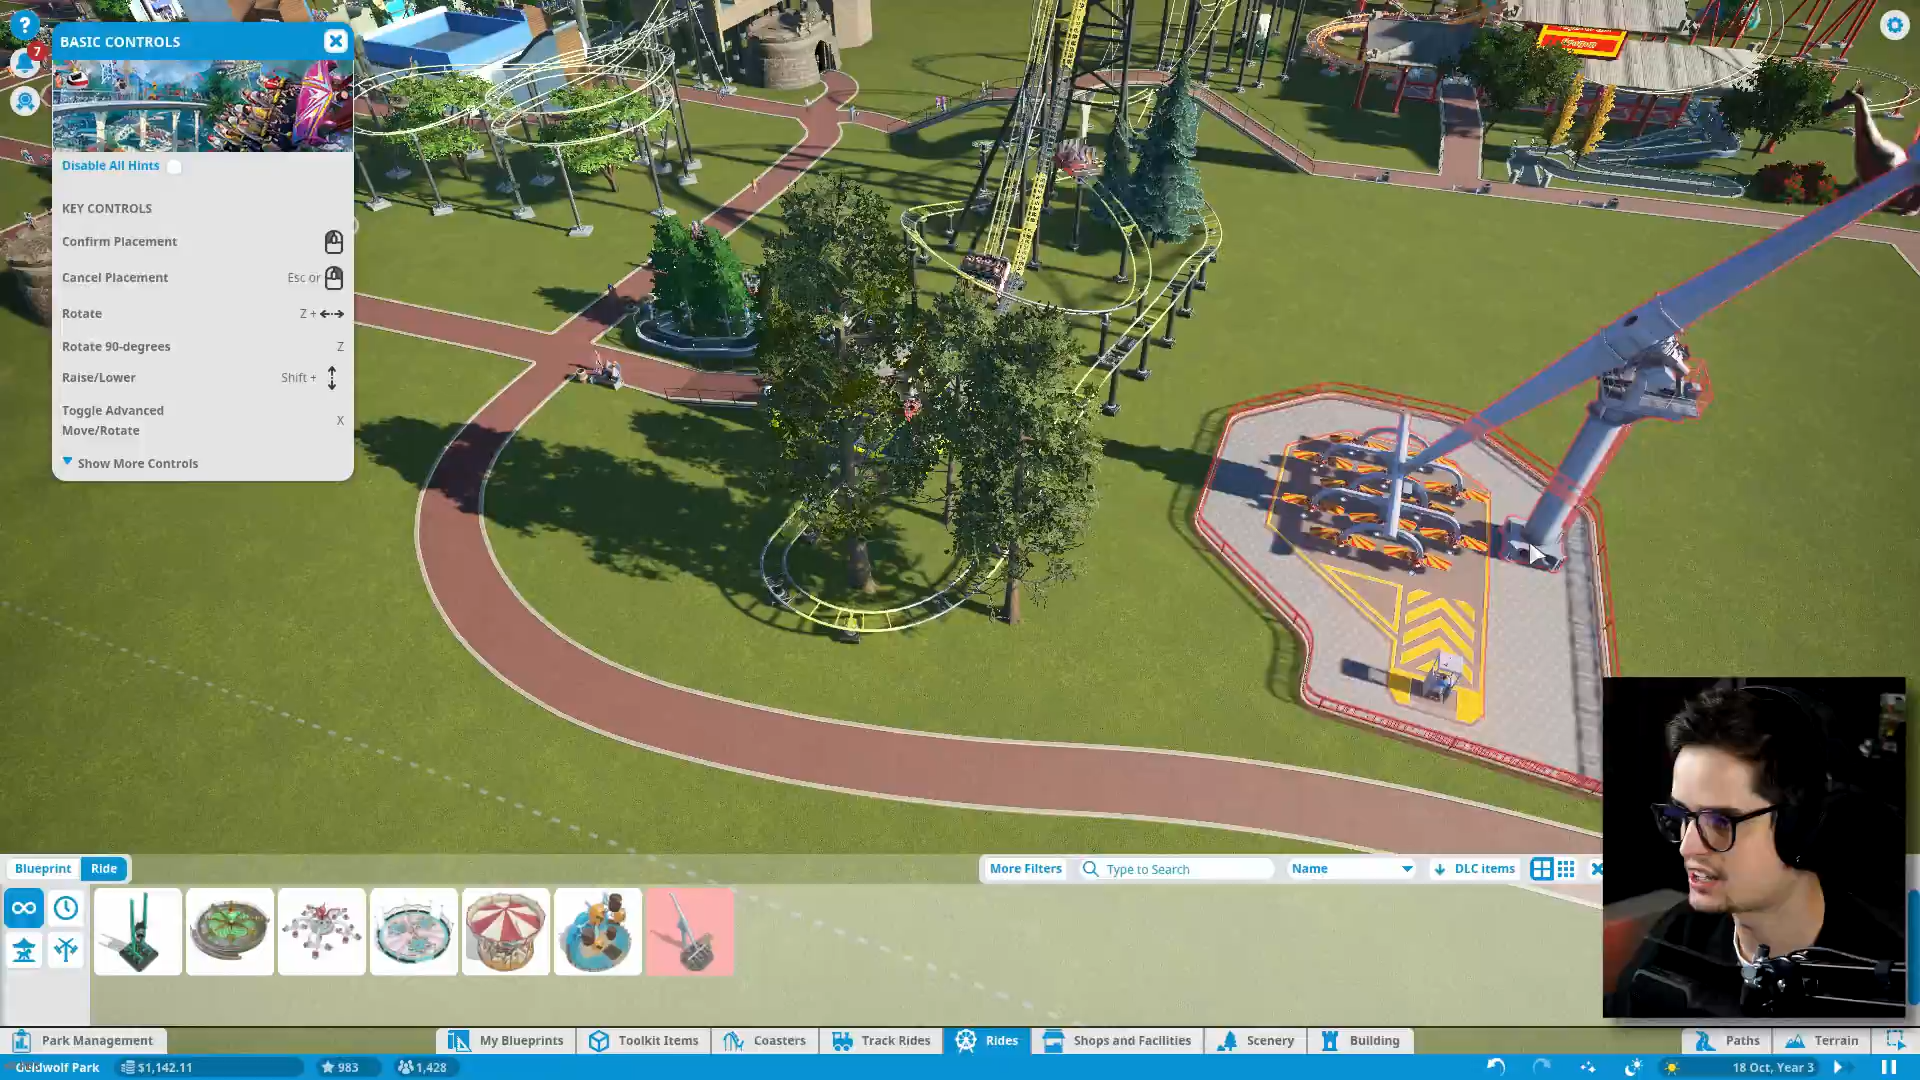 ?
7
BASIC CONTROLS
Disable All Hints
KEY CONTROLS
Confirm Placement
Cancel Placement Esc or
Rotate Z +
Rotate 90-degrees Z
Raise/Lower Shift +
Toggle Advanced
Move/Rotate X
Show More Controls
Blueprint Ride
More Filters Type to Search Name DLC items
Park Management My Blueprints Toolkit Items Coasters Track Rides Rides Shops and Facilities Scenery Building Paths Terrain
Goldwolf Park $1,142.11 983 1,428 18 Oct, Year 3